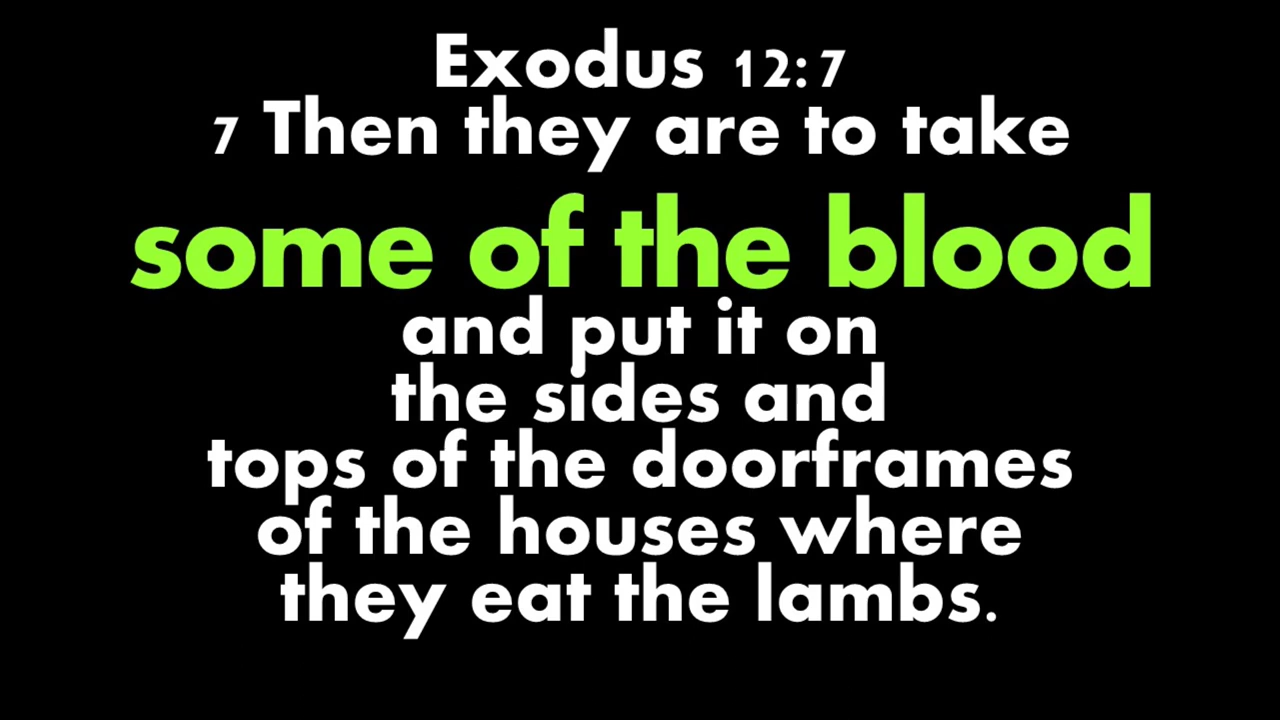 Exodus 12:7
7 Then they are to take
some of the blood
and put it on
the sides and
tops of the doorframes
of the houses where
they eat the lambs.